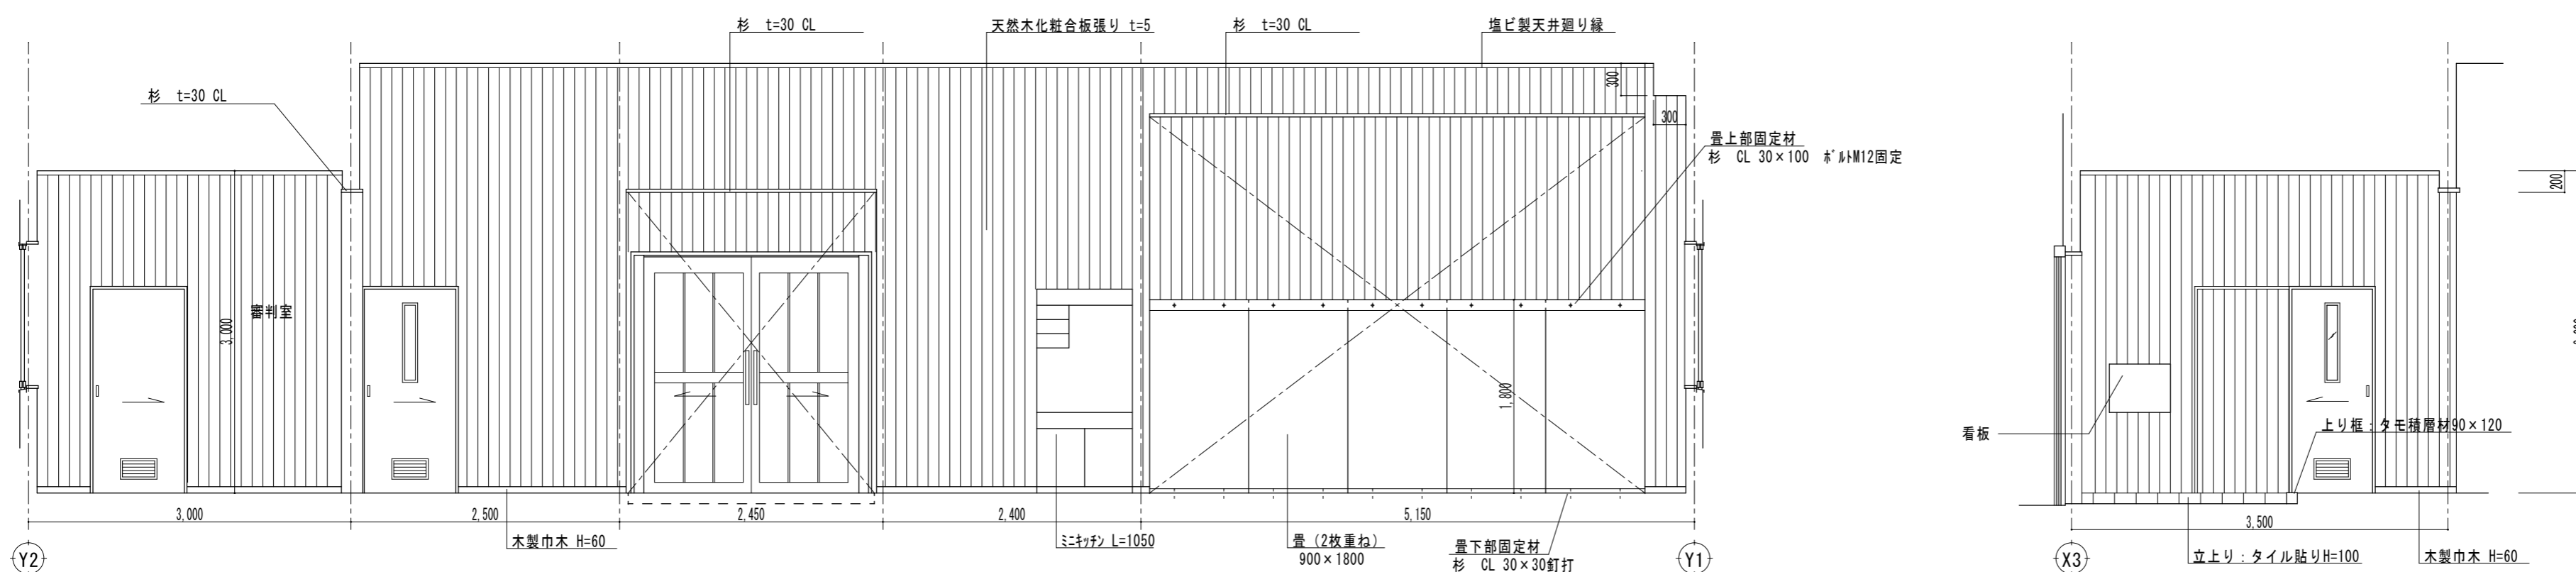 杉 t=30 CL
天然木化粧合板張り t=5
杉 t=30 CL
塩ビ製天井廻り縁
杉 t=30 CL
300
300
畳上部固定材
杉 CL 30×100 ボルトM12固定
200
審判室
3,000
1,800
看板
上り框：タモ積層材90×120
3,000
2,500
2,450
2,400
5,150
3,500
木製巾木 H=60
ミニキッチン L=1050
畳（2枚重ね）
900×1800
畳下部固定材
杉 CL 30×30釘打
立上り：タイル貼りH=100
木製巾木 H=60
Y2
Y1
X3